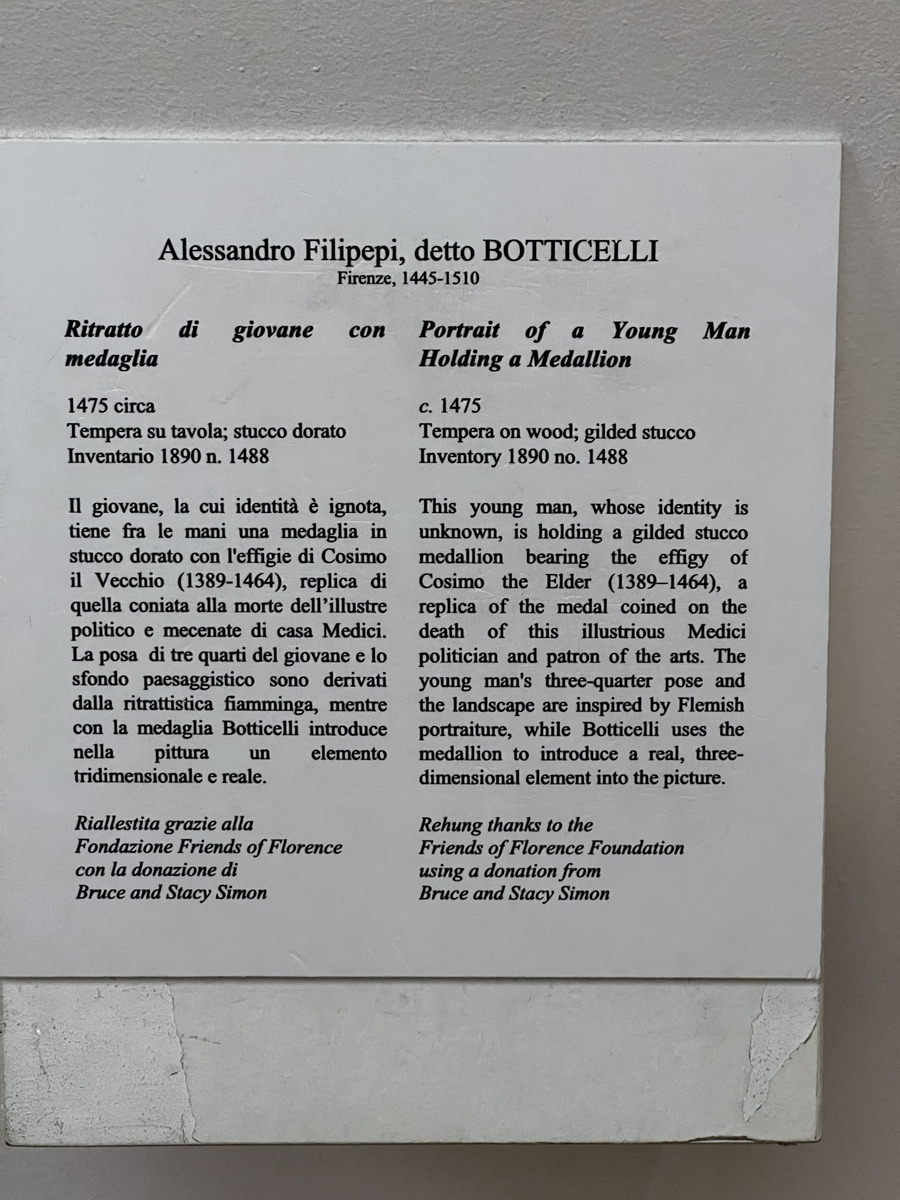 Alessandro Filipepi, detto BOTTICELLI
Firenze, 1445-1510
Ritratto di giovane con
medaglia
1475 circa
Tempera su tavola; stucco dorato
Inventario 1890 n. 1488
Il giovane, la cui identità è ignota,
tiene fra le mani una medaglia in
stucco dorato con l'effigie di Cosimo
il Vecchio (1389-1464), replica di
quella coniata alla morte dell’illustre
politico e mecenate di casa Medici.
La posa di tre quarti del giovane e lo
sfondo paesaggistico sono derivati
dalla ritrattistica fiamminga, mentre
con la medaglia Botticelli introduce
nella pittura un elemento
tridimensionale e reale.
Riallestita grazie alla
Fondazione Friends of Florence
con la donazione di
Bruce and Stacy Simon
Portrait of a Young Man
Holding a Medallion
c. 1475
Tempera on wood; gilded stucco
Inventory 1890 no. 1488
This young man, whose identity is
unknown, is holding a gilded stucco
medallion bearing the effigy of
Cosimo the Elder (1389–1464), a
replica of the medal coined on the
death of this illustrious Medici
politician and patron of the arts. The
young man's three-quarter pose and
the landscape are inspired by Flemish
portraiture, while Botticelli uses the
medallion to introduce a real, three-
dimensional element into the picture.
Rehung thanks to the
Friends of Florence Foundation
using a donation from
Bruce and Stacy Simon